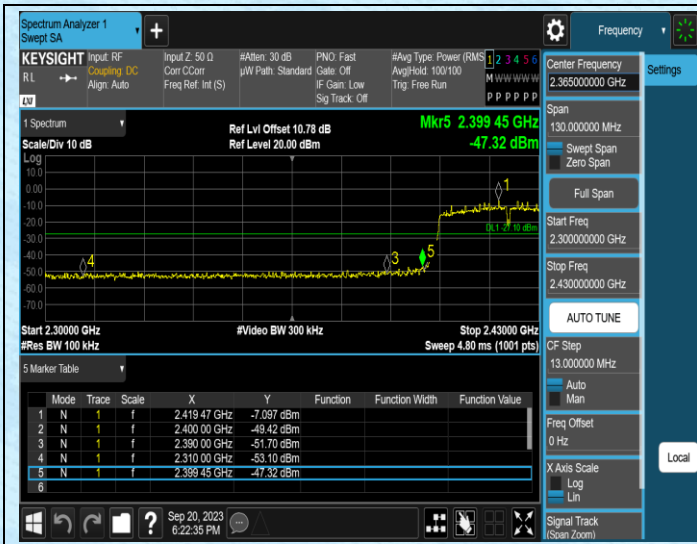 Spectrum Analyzer 1
Swept SA
Frequency
KEYSIGHT
R L
LXI
Input: RF
Coupling: DC
Align: Auto
Input Z: 50 Ω
Corr CCorr
Freq Ref: Int (S)
#Atten: 30 dB
µW Path: Standard
PNO: Fast
Gate: Off
IF Gain: Low
Sig Track: Off
#Avg Type: Power (RMS
Avg|Hold: 100/100
Trig: Free Run
1 2 3 4 5 6
M W W W W W
P P P P P P
1 Spectrum
Scale/Div 10 dB
Ref Lvl Offset 10.78 dB
Ref Level 20.00 dBm
Mkr5 2.399 45 GHz
-47.32 dBm
Log
10.0
0.00
-10.0
-20.0
-30.0
-40.0
-50.0
-60.0
-70.0
1
DL1 -27.10 dBm
4
3
5
Start 2.30000 GHz
#Video BW 300 kHz
Stop 2.43000 GHz
#Res BW 100 kHz
Sweep 4.80 ms (1001 pts)
5 Marker Table
Mode Trace Scale X Y Function Function Width Function Value
1 N 1 f 2.419 47 GHz -7.097 dBm
2 N 1 f 2.400 00 GHz -49.42 dBm
3 N 1 f 2.390 00 GHz -51.70 dBm
4 N 1 f 2.310 00 GHz -53.10 dBm
5 N 1 f 2.399 45 GHz -47.32 dBm
6
Sep 20, 2023
6:22:35 PM
Center Frequency
2.365000000 GHz
Settings
Span
130.000000 MHz
Swept Span
Zero Span
Full Span
Start Freq
2.300000000 GHz
Stop Freq
2.430000000 GHz
AUTO TUNE
CF Step
13.000000 MHz
Auto
Man
Freq Offset
0 Hz
X Axis Scale
Log
Lin
Local
Signal Track
(Span Zoom)